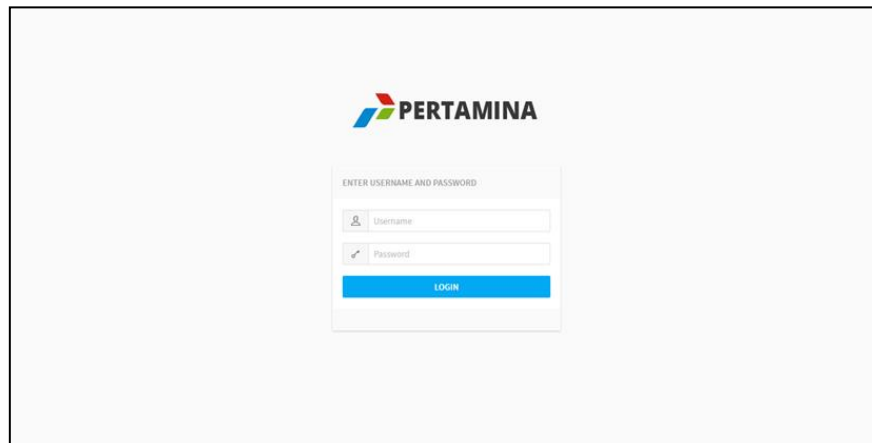 PERTAMINA
ENTER USERNAME AND PASSWORD
Username
Password
LOGIN